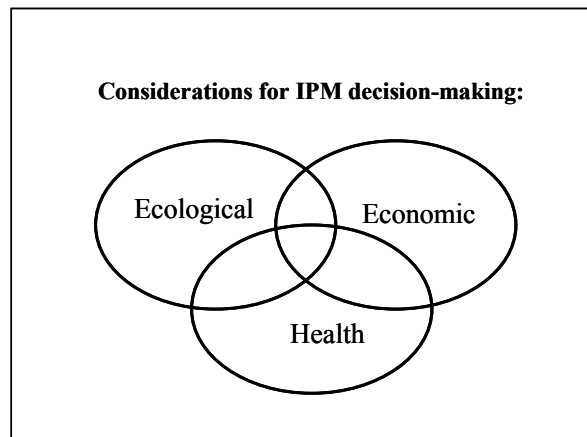 Considerations for IPM decision-making:
Ecological
Economic
Health